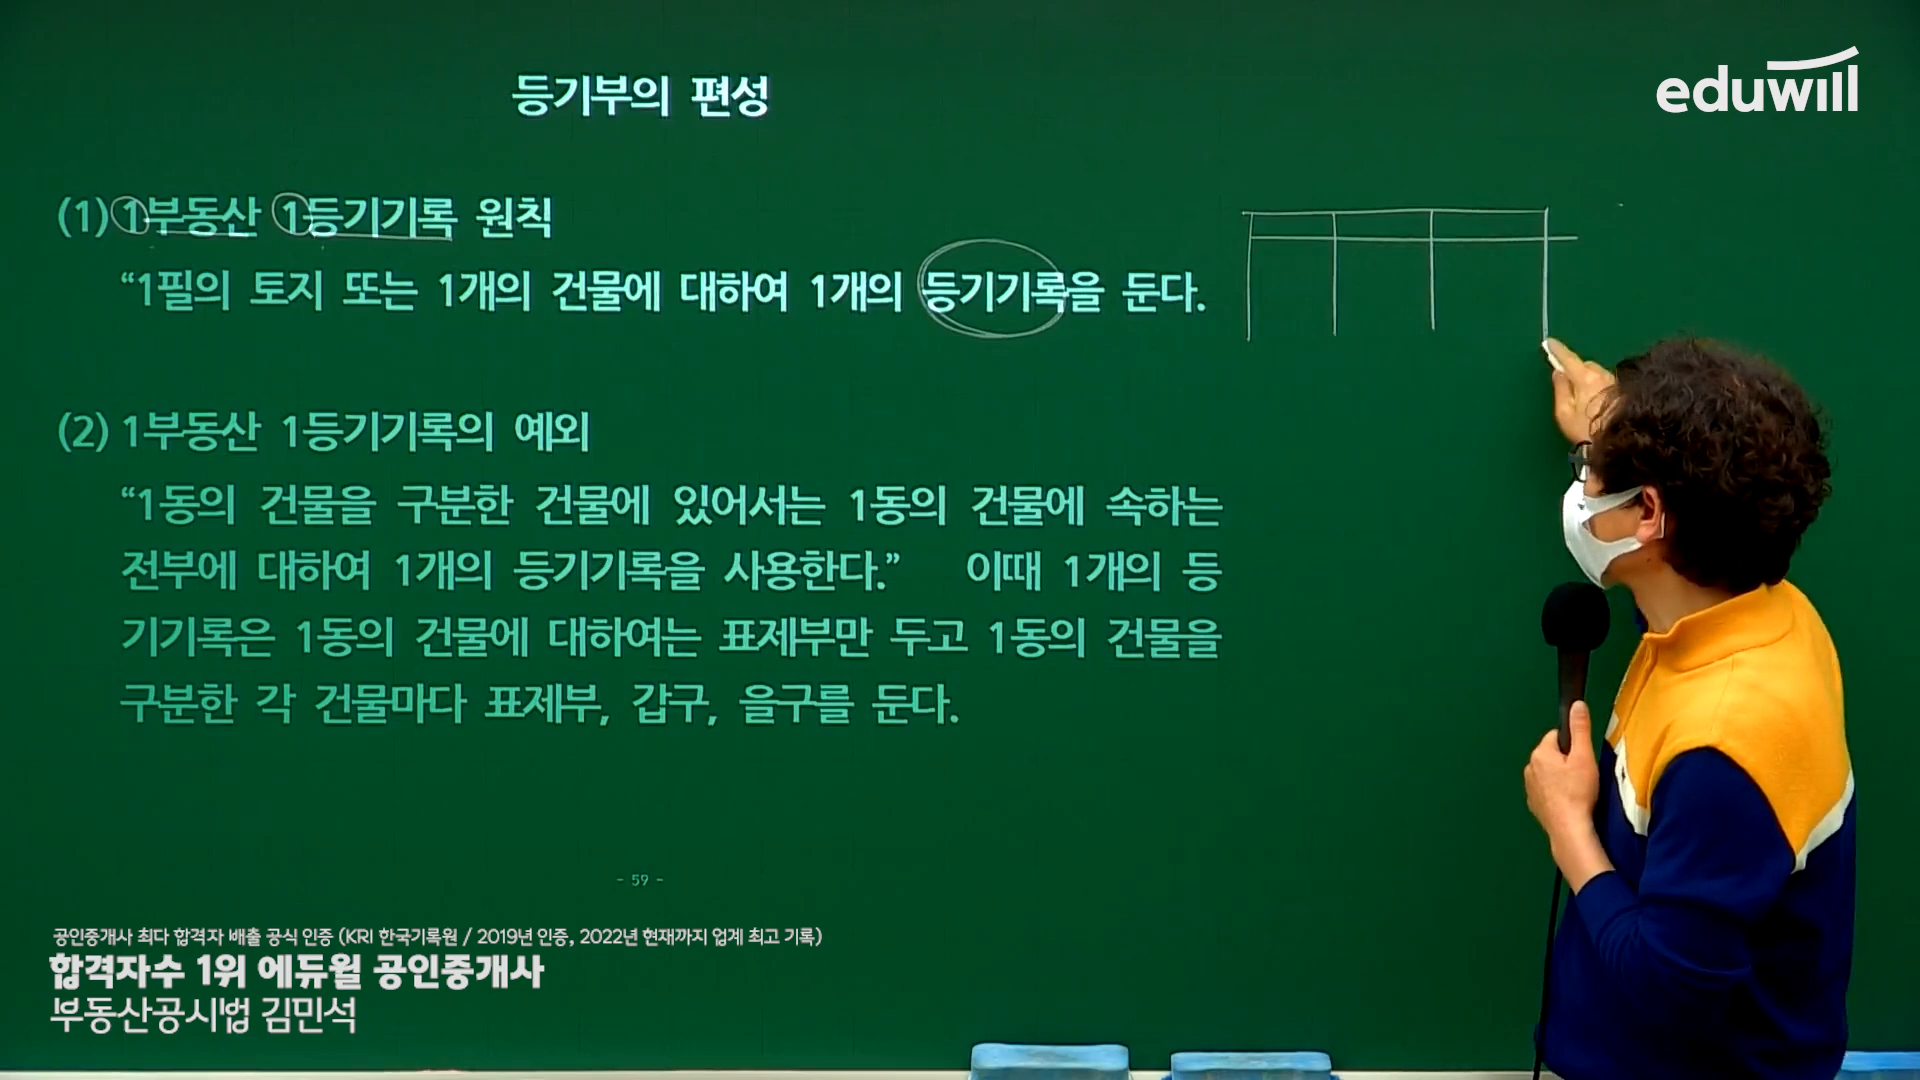 등기부의 편성
eduwill
(1) 1부동산 1등기기록 원칙
“1필의 토지 또는 1개의 건물에 대하여 1개의 등기기록을 둔다.
(2) 1부동산 1등기기록의 예외
“1동의 건물을 구분한 건물에 있어서는 1동의 건물에 속하는
전부에 대하여 1개의 등기기록을 사용한다.” 이때 1개의 등
기기록은 1동의 건물에 대하여는 표제부만 두고 1동의 건물을
구분한 각 건물마다 표제부, 갑구, 을구를 둔다.
- 59 -
공인중개사 최다 합격자 배출 공식 인증 (KRI 한국기록원 / 2019년 인증, 2022년 현재까지 업계 최고 기록)
합격자수 1위 에듀윌 공인중개사
부동산공시법 김민석